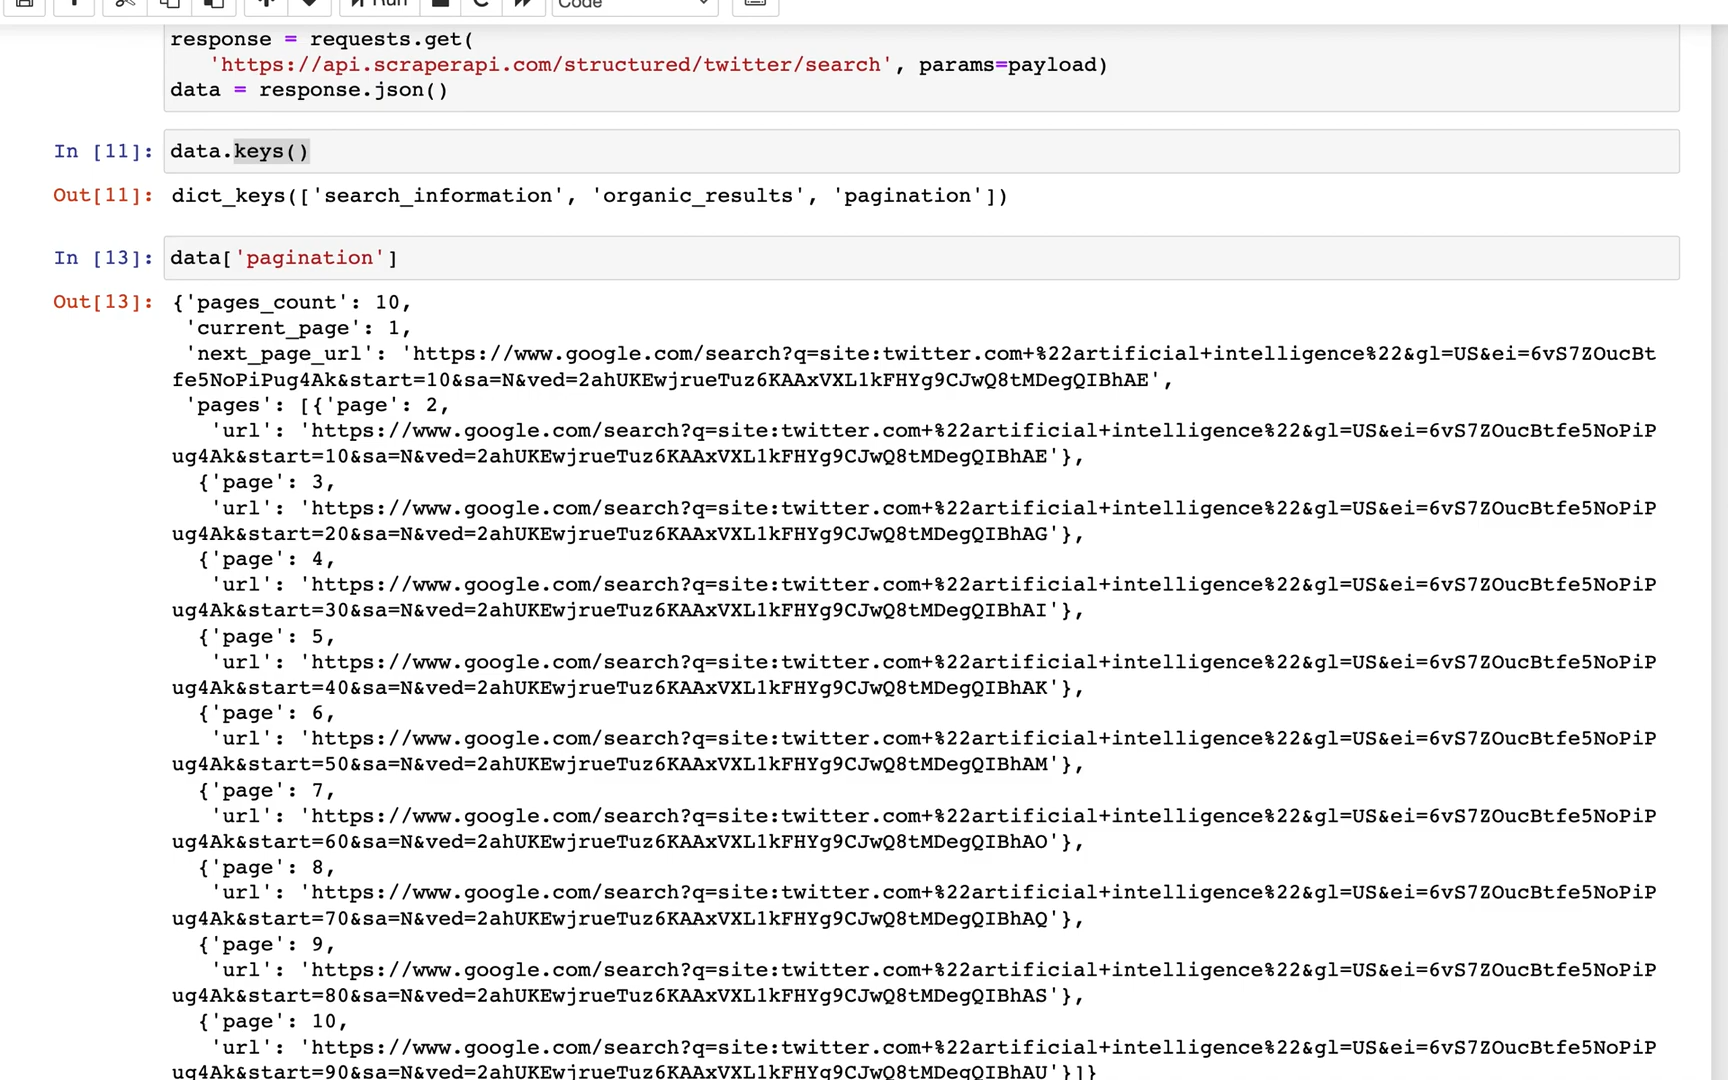 Run
Code
response = requests.get(
'https://api.scraperapi.com/structured/twitter/search', params=payload)
data = response.json()
In [11]: data.keys()
Out[11]: dict_keys(['search_information', 'organic_results', 'pagination'])
In [13]: data['pagination']
Out[13]: {'pages_count': 10,
'current_page': 1,
'next_page_url': 'https://www.google.com/search?q=site:twitter.com+%22artificial+intelligence%22&gl=US&ei=6vS7ZOucBt
fe5NoPiPug4Ak&start=10&sa=N&ved=2ahUKEwjrueTuz6KAAxVXL1kFHYg9CJwQ8tMDegQIBhAE',
'pages': [{'page': 2,
'url': 'https://www.google.com/search?q=site:twitter.com+%22artificial+intelligence%22&gl=US&ei=6vS7ZOucBtfe5NoPiP
ug4Ak&start=10&sa=N&ved=2ahUKEwjrueTuz6KAAxVXL1kFHYg9CJwQ8tMDegQIBhAE'},
{'page': 3,
'url': 'https://www.google.com/search?q=site:twitter.com+%22artificial+intelligence%22&gl=US&ei=6vS7ZOucBtfe5NoPiP
ug4Ak&start=20&sa=N&ved=2ahUKEwjrueTuz6KAAxVXL1kFHYg9CJwQ8tMDegQIBhAG'},
{'page': 4,
'url': 'https://www.google.com/search?q=site:twitter.com+%22artificial+intelligence%22&gl=US&ei=6vS7ZOucBtfe5NoPiP
ug4Ak&start=30&sa=N&ved=2ahUKEwjrueTuz6KAAxVXL1kFHYg9CJwQ8tMDegQIBhAI'},
{'page': 5,
'url': 'https://www.google.com/search?q=site:twitter.com+%22artificial+intelligence%22&gl=US&ei=6vS7ZOucBtfe5NoPiP
ug4Ak&start=40&sa=N&ved=2ahUKEwjrueTuz6KAAxVXL1kFHYg9CJwQ8tMDegQIBhAK'},
{'page': 6,
'url': 'https://www.google.com/search?q=site:twitter.com+%22artificial+intelligence%22&gl=US&ei=6vS7ZOucBtfe5NoPiP
ug4Ak&start=50&sa=N&ved=2ahUKEwjrueTuz6KAAxVXL1kFHYg9CJwQ8tMDegQIBhAM'},
{'page': 7,
'url': 'https://www.google.com/search?q=site:twitter.com+%22artificial+intelligence%22&gl=US&ei=6vS7ZOucBtfe5NoPiP
ug4Ak&start=60&sa=N&ved=2ahUKEwjrueTuz6KAAxVXL1kFHYg9CJwQ8tMDegQIBhAO'},
{'page': 8,
'url': 'https://www.google.com/search?q=site:twitter.com+%22artificial+intelligence%22&gl=US&ei=6vS7ZOucBtfe5NoPiP
ug4Ak&start=70&sa=N&ved=2ahUKEwjrueTuz6KAAxVXL1kFHYg9CJwQ8tMDegQIBhAQ'},
{'page': 9,
'url': 'https://www.google.com/search?q=site:twitter.com+%22artificial+intelligence%22&gl=US&ei=6vS7ZOucBtfe5NoPiP
ug4Ak&start=80&sa=N&ved=2ahUKEwjrueTuz6KAAxVXL1kFHYg9CJwQ8tMDegQIBhAS'},
{'page': 10,
'url': 'https://www.google.com/search?q=site:twitter.com+%22artificial+intelligence%22&gl=US&ei=6vS7ZOucBtfe5NoPiP
ug4Ak&start=90&sa=N&ved=2ahUKEwjrueTuz6KAAxVXL1kFHYg9CJwQ8tMDegQIBhAU'}]}